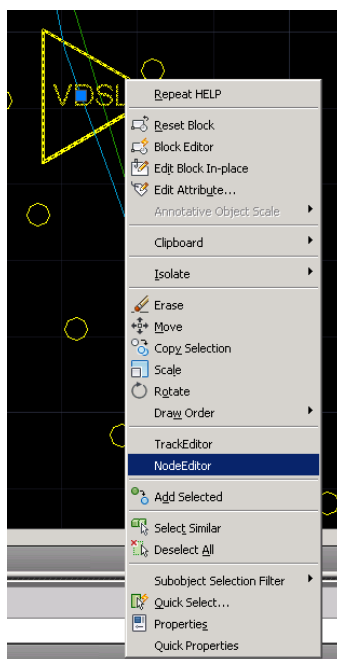 VDSL
Repeat HELP
Reset Block
Block Editor
Edit Block In-place
Edit Attribute...
Annotative Object Scale
Clipboard
Isolate
Erase
Move
Copy Selection
Scale
Rotate
Draw Order
TrackEditor
NodeEditor
Add Selected
Select Similar
Deselect All
Subobject Selection Filter
Quick Select...
Properties
Quick Properties